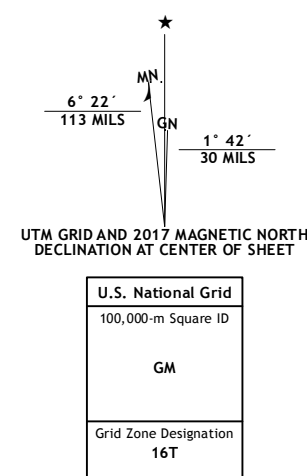 ★
MN
GN
6° 22´
113 MILS
1° 42´
30 MILS
UTM GRID AND 2017 MAGNETIC NORTH
DECLINATION AT CENTER OF SHEET
U.S. National Grid
100,000-m Square ID
GM
Grid Zone Designation
16T